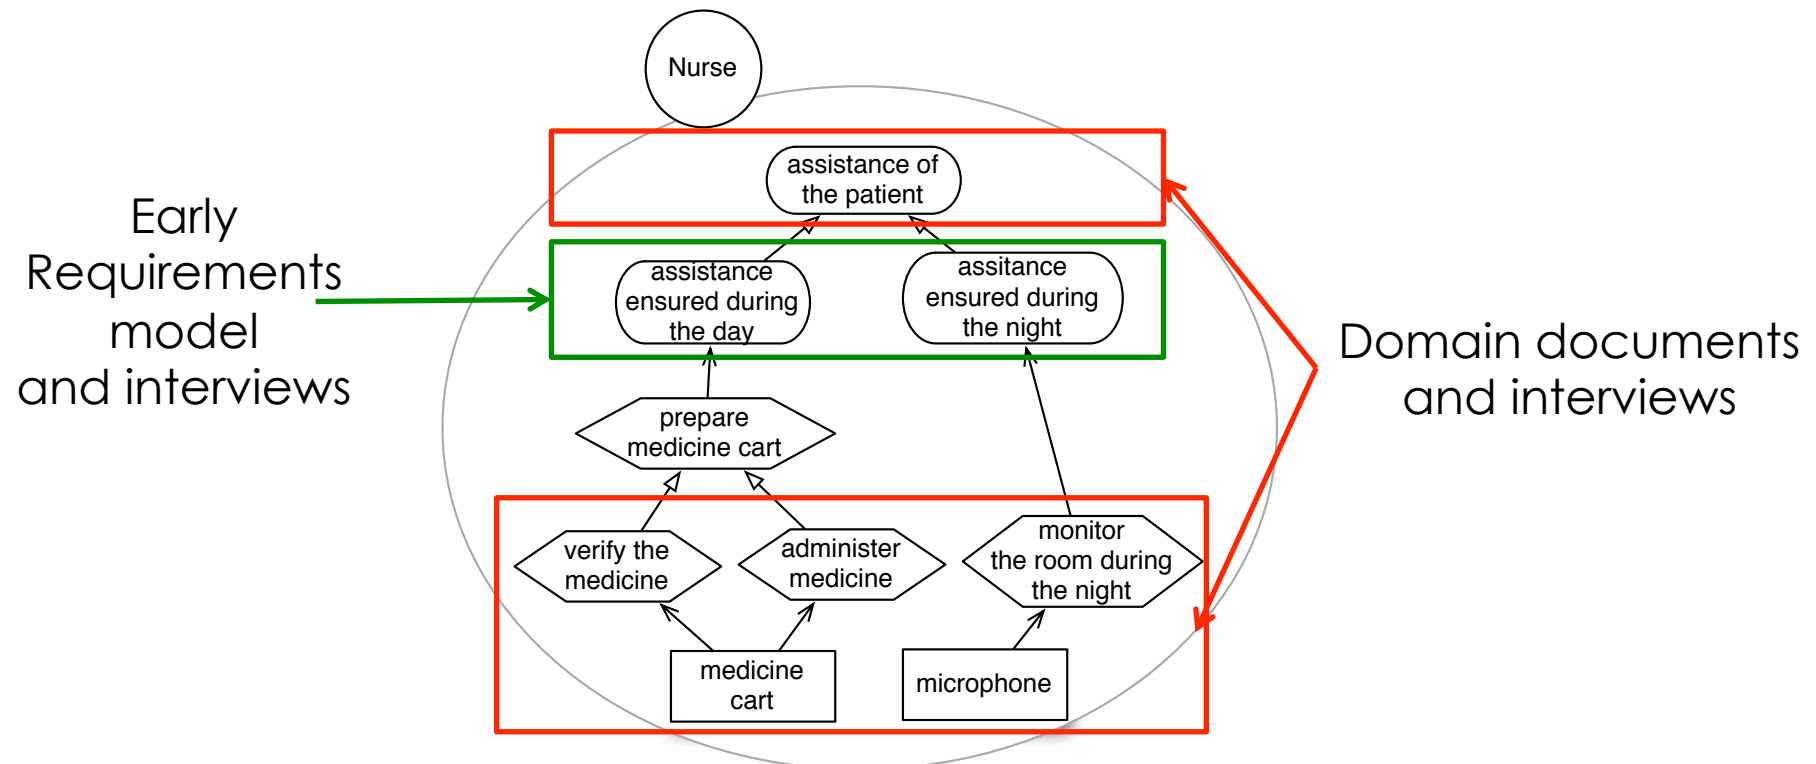 Nurse
assistance of
the patient
Early
Requirements
model
and interviews
assistance
ensured during
the day
assitance
ensured during
the night
Domain documents
and interviews
prepare
medicine cart
verify the
medicine
administer
medicine
monitor
the room during
the night
medicine
cart
microphone